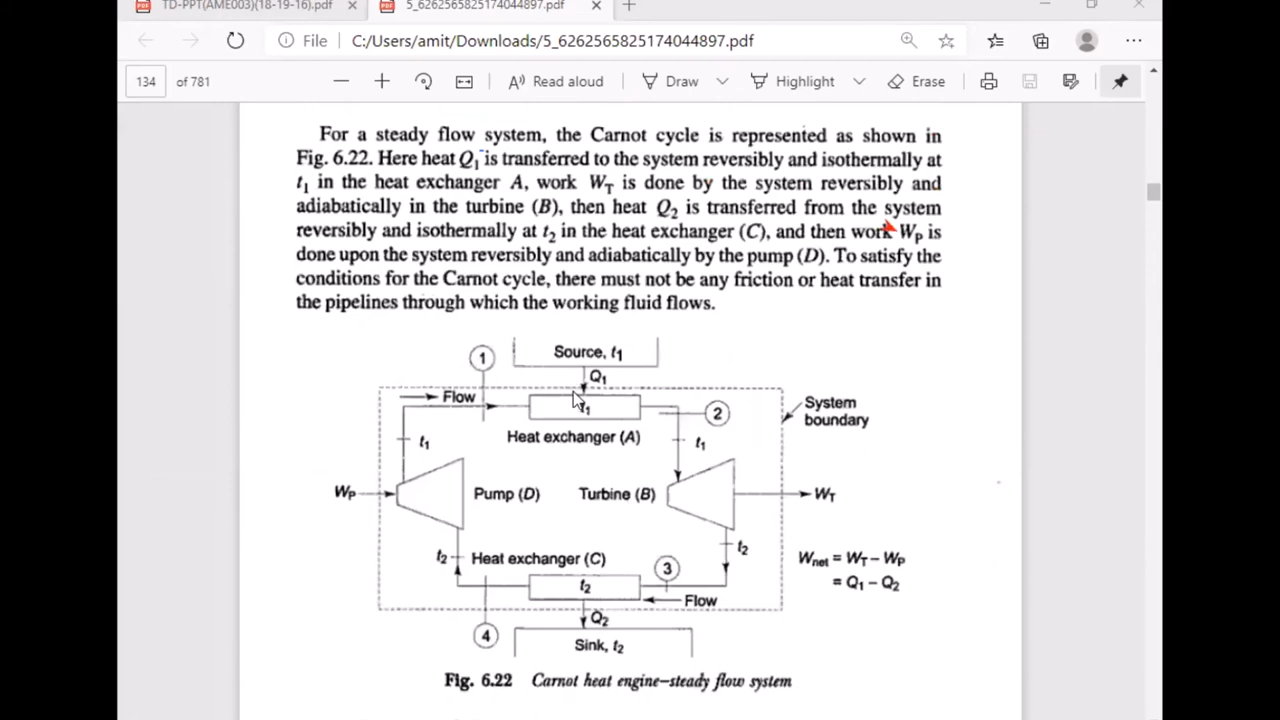 TD-PPT(AME003)(18-19-16).pdf
5_6262565825174044897.pdf
File
C:/Users/amit/Downloads/5_6262565825174044897.pdf
134
of 781
Read aloud
Draw
Highlight
Erase
For a steady flow system, the Carnot cycle is represented as shown in
Fig. 6.22. Here heat Q₁ is transferred to the system reversibly and isothermally at
t₁ in the heat exchanger A, work W_T is done by the system reversibly and
adiabatically in the turbine (B), then heat Q₂ is transferred from the system
reversibly and isothermally at t₂ in the heat exchanger (C), and then work W_P is
done upon the system reversibly and adiabatically by the pump (D). To satisfy the
conditions for the Carnot cycle, there must not be any friction or heat transfer in
the pipelines through which the working fluid flows.
1
Source, t₁
Q₁
Flow
t₁
2
System
boundary
Heat exchanger (A)
t₁
t₁
W_P
Pump (D)
Turbine (B)
W_T
t₂
Heat exchanger (C)
3
t₂
W_net = W_T – W_P
= Q₁ – Q₂
t₂
Flow
Q₂
4
Sink, t₂
Fig. 6.22 Carnot heat engine–steady flow system